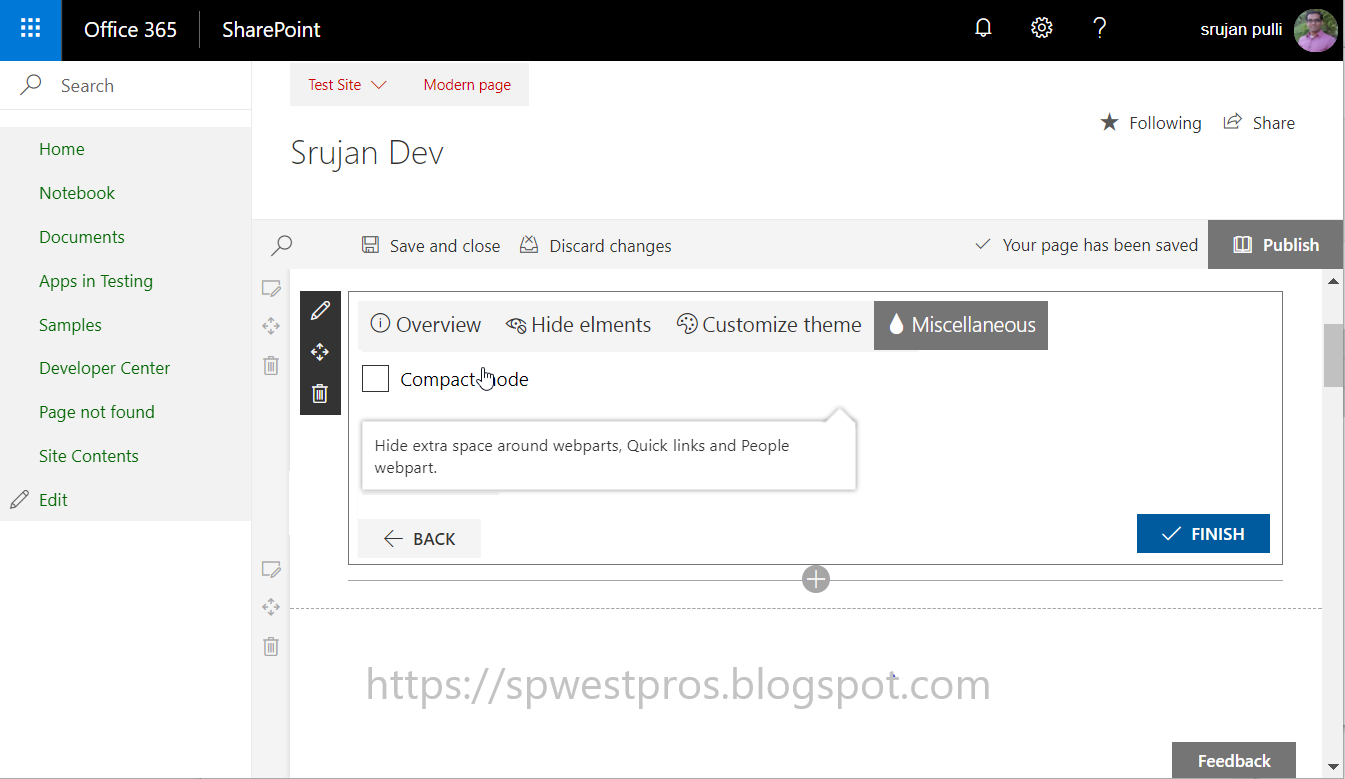 Office 365
SharePoint
srujan pulli
Search
Test Site
Modern page
Following
Share
Srujan Dev
Home
Notebook
Documents
Apps in Testing
Samples
Developer Center
Page not found
Site Contents
Edit
Save and close
Discard changes
Your page has been saved
Publish
Overview
Hide elments
Customize theme
Miscellaneous
Compact
Hide extra space around webparts, Quick links and People
webpart.
BACK
FINISH
https://spwestpros.blogspot.com
Feedback